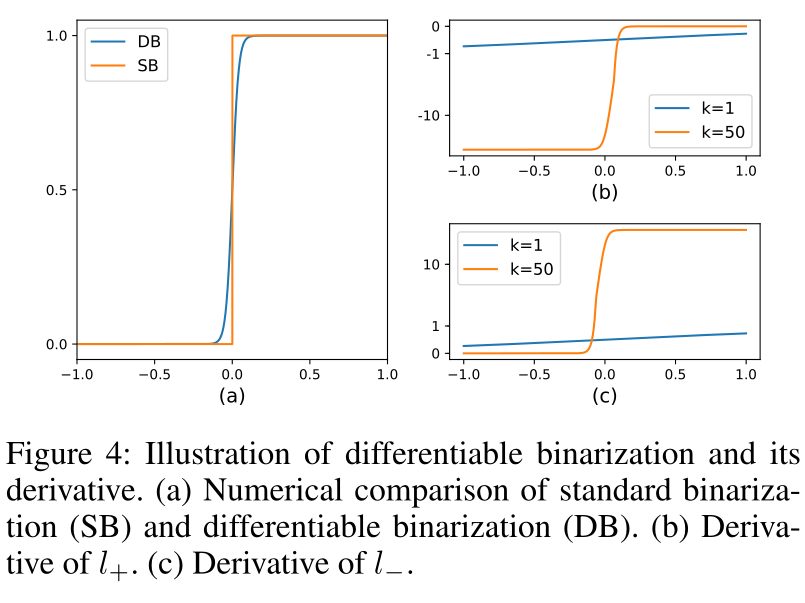 1.0
0.5
0.0
DB
SB
−1.0 −0.5 0.0 0.5 1.0
(a)
0
-1
-10
k=1
k=50
−1.0 −0.5 0.0 0.5 1.0
(b)
10
1
0
k=1
k=50
−1.0 −0.5 0.0 0.5 1.0
(c)
Figure 4: Illustration of differentiable binarization and its
derivative. (a) Numerical comparison of standard binariza-
tion (SB) and differentiable binarization (DB). (b) Deriva-
tive of l₊. (c) Derivative of l₋.